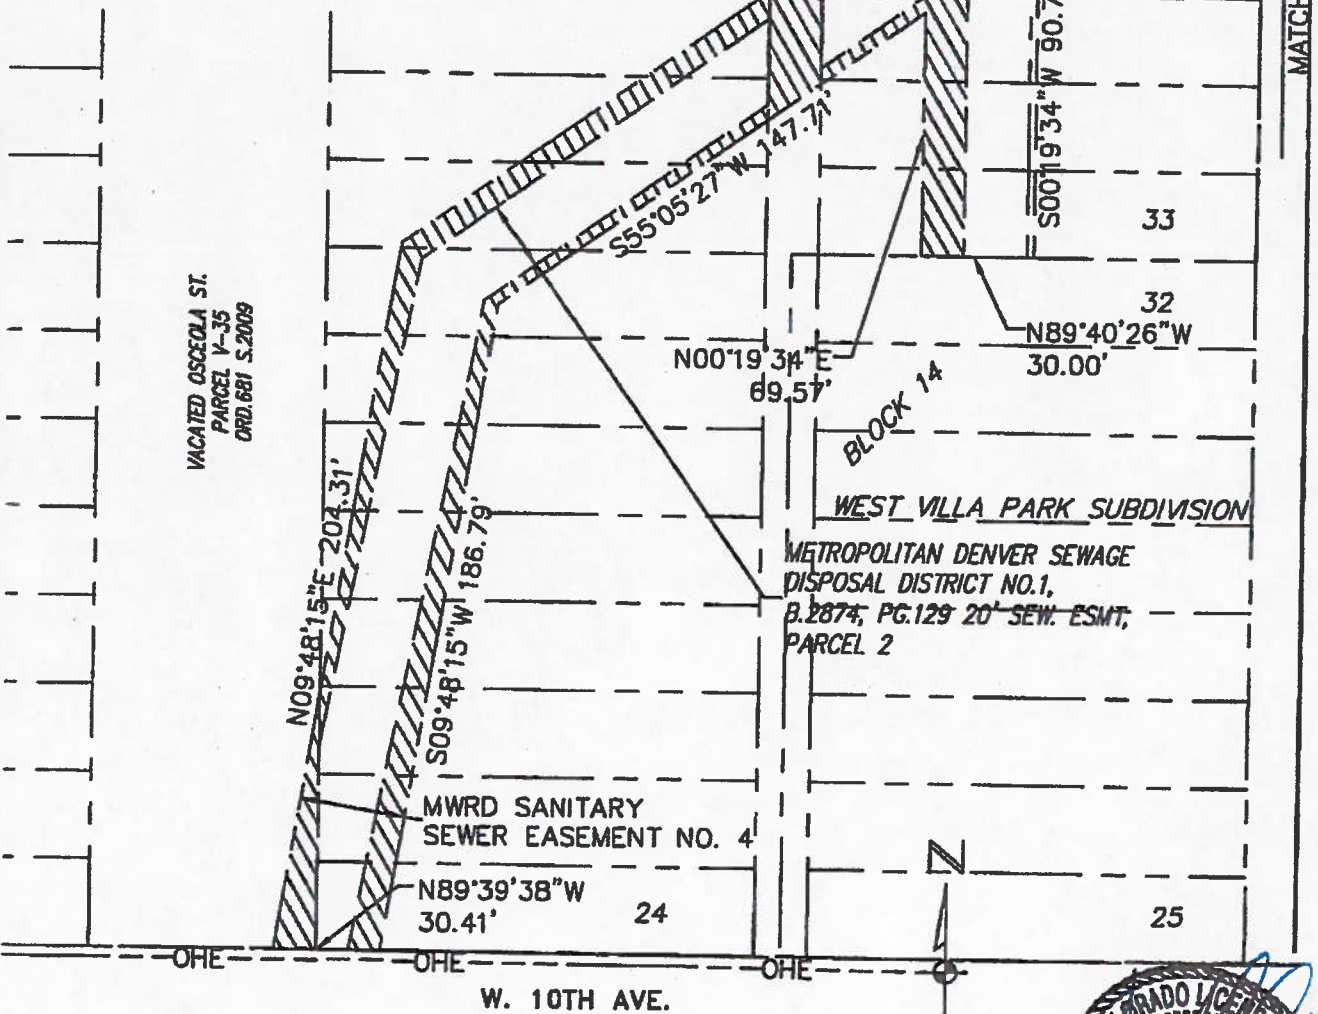 MATCH
S00°19'34"W 90.7
S55°05'27"W 147.71'
33
32
VACATED OSCEOLA ST.
PARCEL V-35
ORD.681 S.2009
N89°40'26"W
30.00'
N00°19'34"E
69.57'
BLOCK 14
N09°48'15"E 204.31'
S09°48'15"W 186.79'
WEST VILLA PARK SUBDIVISION
METROPOLITAN DENVER SEWAGE
DISPOSAL DISTRICT NO.1,
B.2874, PG.129 20' SEW. ESMT,
PARCEL 2
MWRD SANITARY
SEWER EASEMENT NO. 4
N89°39'38"W
30.41'
24
N
25
OHE
OHE
OHE
W. 10TH AVE.
RADO LICEN